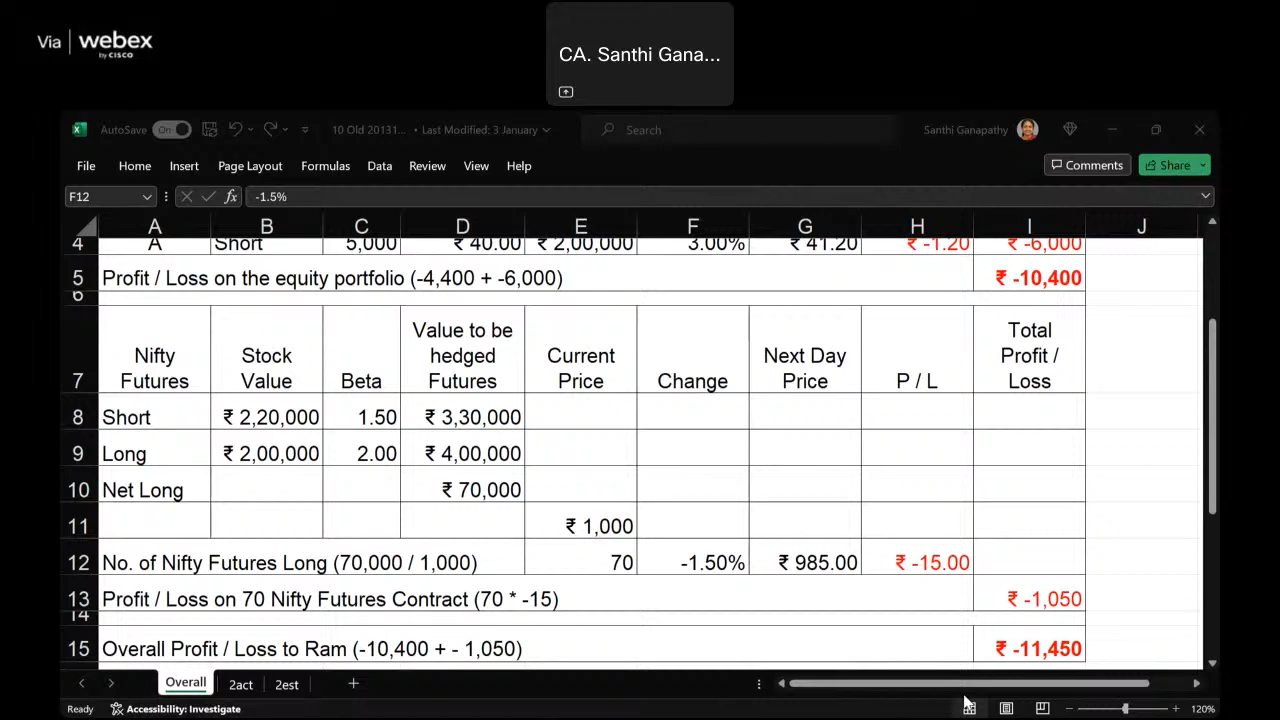 Via | webex
by CISCO
CA. Santhi Gana...
AutoSave On 10 Old 20131... • Last Modified: 3 January Search Santhi Ganapathy
File Home Insert Page Layout Formulas Data Review View Help Comments Share
F12 fx -1.5%
A B C D E F G H I J
4 A Short 5,000 ₹ 40.00 ₹ 2,00,000 3.00% ₹ 41.20 ₹ -1.20 ₹ -6,000
5 Profit / Loss on the equity portfolio (-4,400 + -6,000) ₹ -10,400
6
7 Nifty Futures Stock Value Beta Value to be hedged Futures Current Price Change Next Day Price P / L Total Profit / Loss
8 Short ₹ 2,20,000 1.50 ₹ 3,30,000
9 Long ₹ 2,00,000 2.00 ₹ 4,00,000
10 Net Long ₹ 70,000
11 ₹ 1,000
12 No. of Nifty Futures Long (70,000 / 1,000) 70 -1.50% ₹ 985.00 ₹ -15.00
13 Profit / Loss on 70 Nifty Futures Contract (70 * -15) ₹ -1,050
14
15 Overall Profit / Loss to Ram (-10,400 + - 1,050) ₹ -11,450
Overall 2act 2est
Ready Accessibility: Investigate 120%